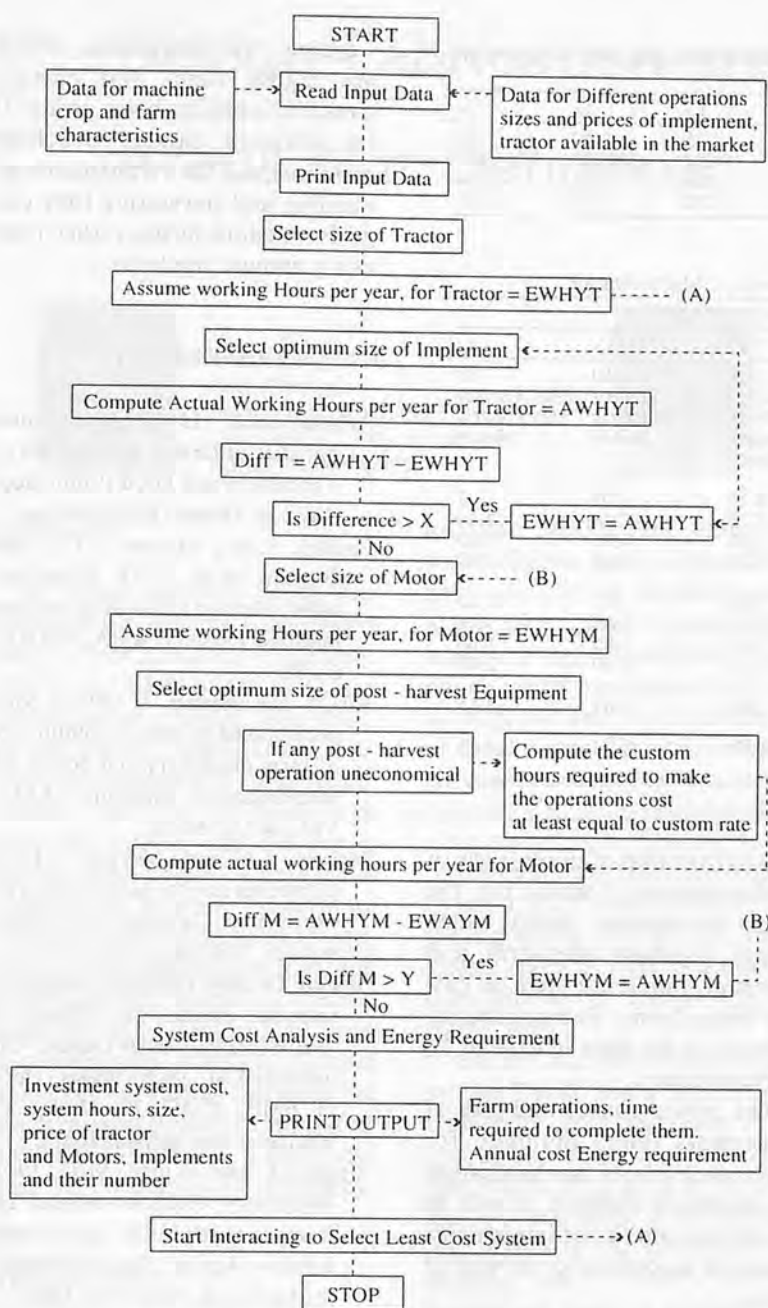 START
Data for machine
crop and farm
characteristics
Read Input Data
Data for Different operations
sizes and prices of implement,
tractor available in the market
Print Input Data
Select size of Tractor
Assume working Hours per year, for Tractor = EWHYT
(A)
Select optimum size of Implement
Compute Actual Working Hours per year for Tractor = AWHYT
Diff T = AWHYT – EWHYT
Is Difference > X
Yes
EWHYT = AWHYT
No
Select size of Motor
(B)
Assume working Hours per year, for Motor = EWHYM
Select optimum size of post - harvest Equipment
If any post - harvest
operation uneconomical
Compute the custom
hours required to make
the operations cost
at least equal to custom rate
Compute actual working hours per year for Motor
Diff M = AWHYM - EWAYM
(B)
Is Diff M > Y
Yes
EWHYM = AWHYM
No
System Cost Analysis and Energy Requirement
Investment system cost,
system hours, size,
price of tractor
and Motors, Implements
and their number
PRINT OUTPUT
Farm operations, time
required to complete them.
Annual cost Energy requirement
Start Interacting to Select Least Cost System
(A)
STOP